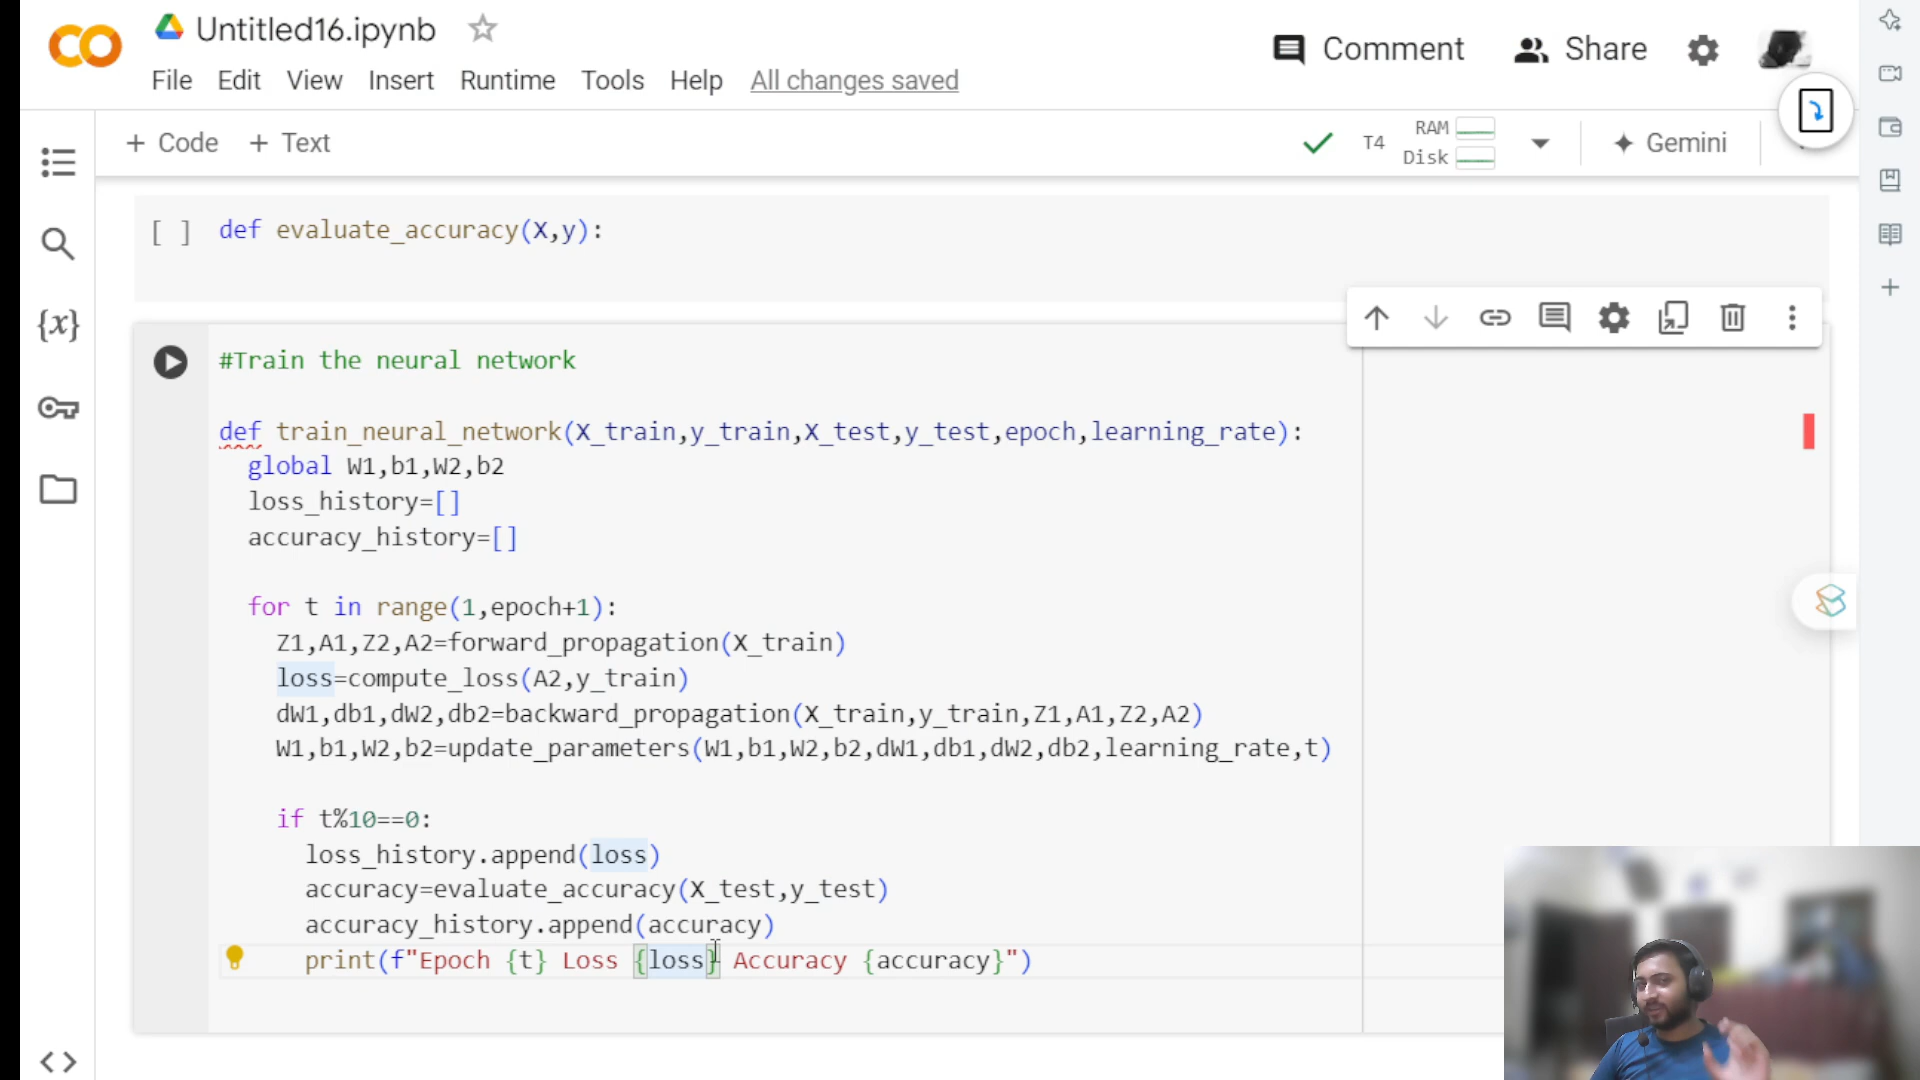 Untitled16.ipynb
Comment
Share
File Edit View Insert Runtime Tools Help All changes saved
+ Code + Text
T4
RAM
Disk
Gemini
[ ] def evaluate_accuracy(X,y):
#Train the neural network
def train_neural_network(X_train,y_train,X_test,y_test,epoch,learning_rate):
global W1,b1,W2,b2
loss_history=[]
accuracy_history=[]
for t in range(1,epoch+1):
Z1,A1,Z2,A2=forward_propagation(X_train)
loss=compute_loss(A2,y_train)
dW1,db1,dW2,db2=backward_propagation(X_train,y_train,Z1,A1,Z2,A2)
W1,b1,W2,b2=update_parameters(W1,b1,W2,b2,dW1,db1,dW2,db2,learning_rate,t)
if t%10==0:
loss_history.append(loss)
accuracy=evaluate_accuracy(X_test,y_test)
accuracy_history.append(accuracy)
print(f"Epoch {t} Loss {loss} Accuracy {accuracy}")